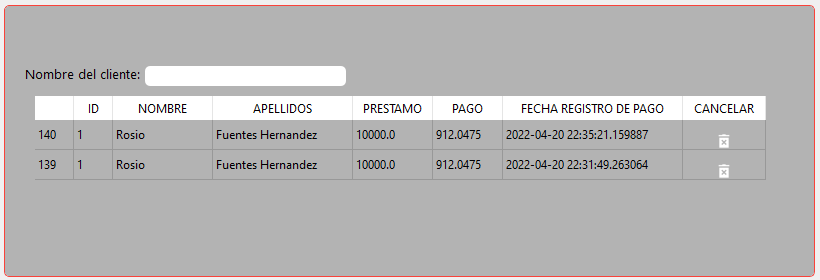 Nombre del cliente:
ID NOMBRE APELLIDOS PRESTAMO PAGO FECHA REGISTRO DE PAGO CANCELAR
140 1 Rosio Fuentes Hernandez 10000.0 912.0475 2022-04-20 22:35:21.159887
139 1 Rosio Fuentes Hernandez 10000.0 912.0475 2022-04-20 22:31:49.263064